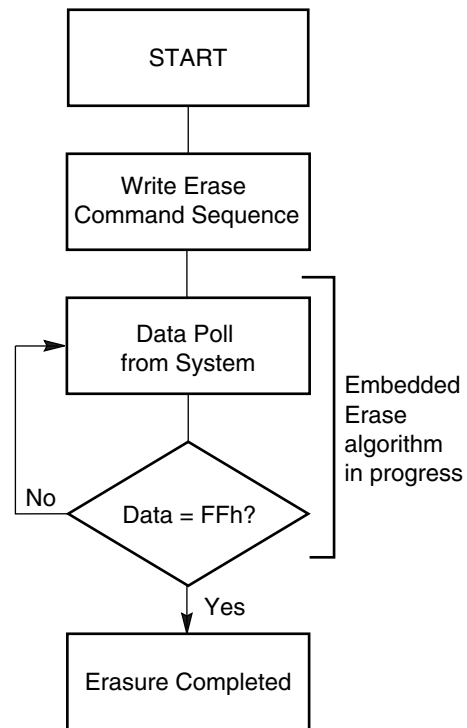 START
Write Erase
Command Sequence
Data Poll
from System
Embedded
Erase
algorithm
in progress
No
Data = FFh?
Yes
Erasure Completed